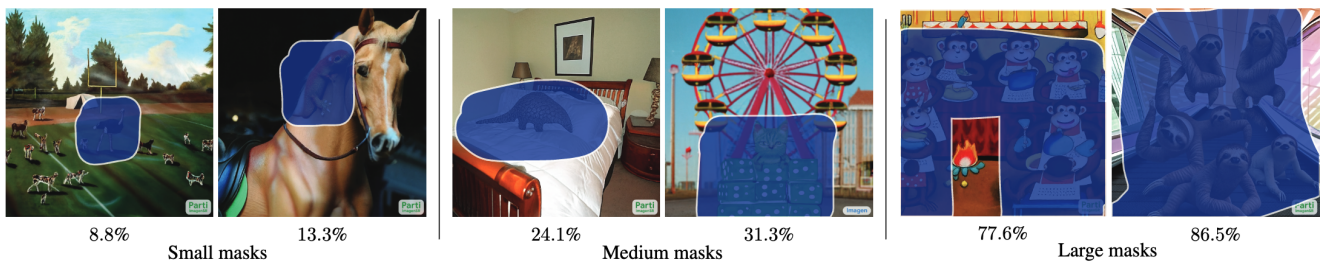 Parti
Imagen
8.8%
13.3%
24.1%
31.3%
77.6%
86.5%
Small masks
Medium masks
Large masks